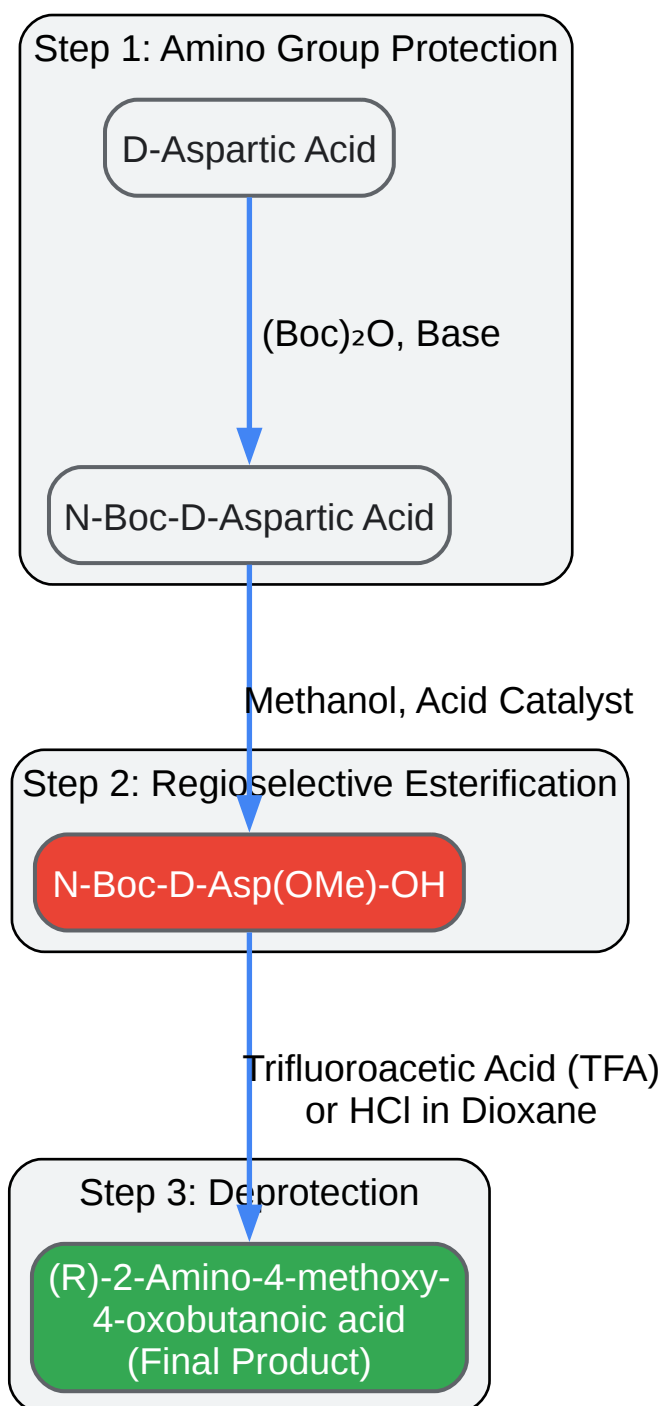 Step 1: Amino Group Protection
D-Aspartic Acid
(Boc)₂O, Base
N-Boc-D-Aspartic Acid
Methanol, Acid Catalyst
Step 2: Regioselective Esterification
N-Boc-D-Asp(OMe)-OH
Trifluoroacetic Acid (TFA)
or HCl in Dioxane
Step 3: Deprotection
(R)-2-Amino-4-methoxy-
4-oxobutanoic acid
(Final Product)